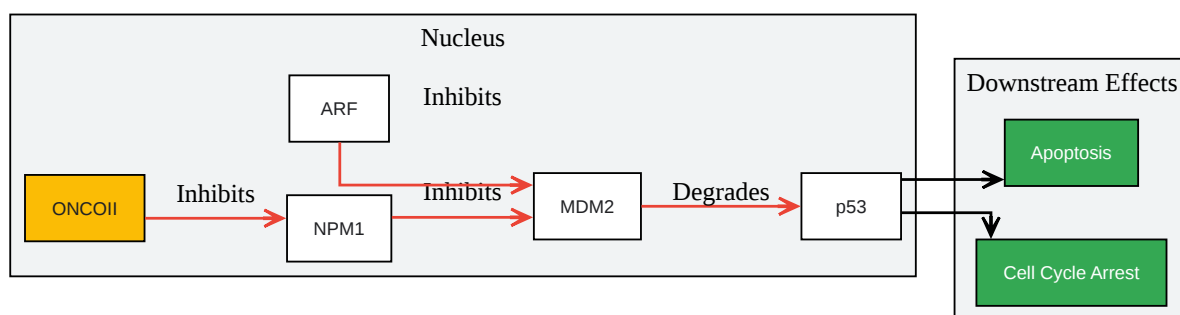 Nucleus
ARF
Inhibits
Downstream Effects
Apoptosis
ONCOII
Inhibits
NPM1
Inhibits
MDM2
Degrades
p53
Cell Cycle Arrest